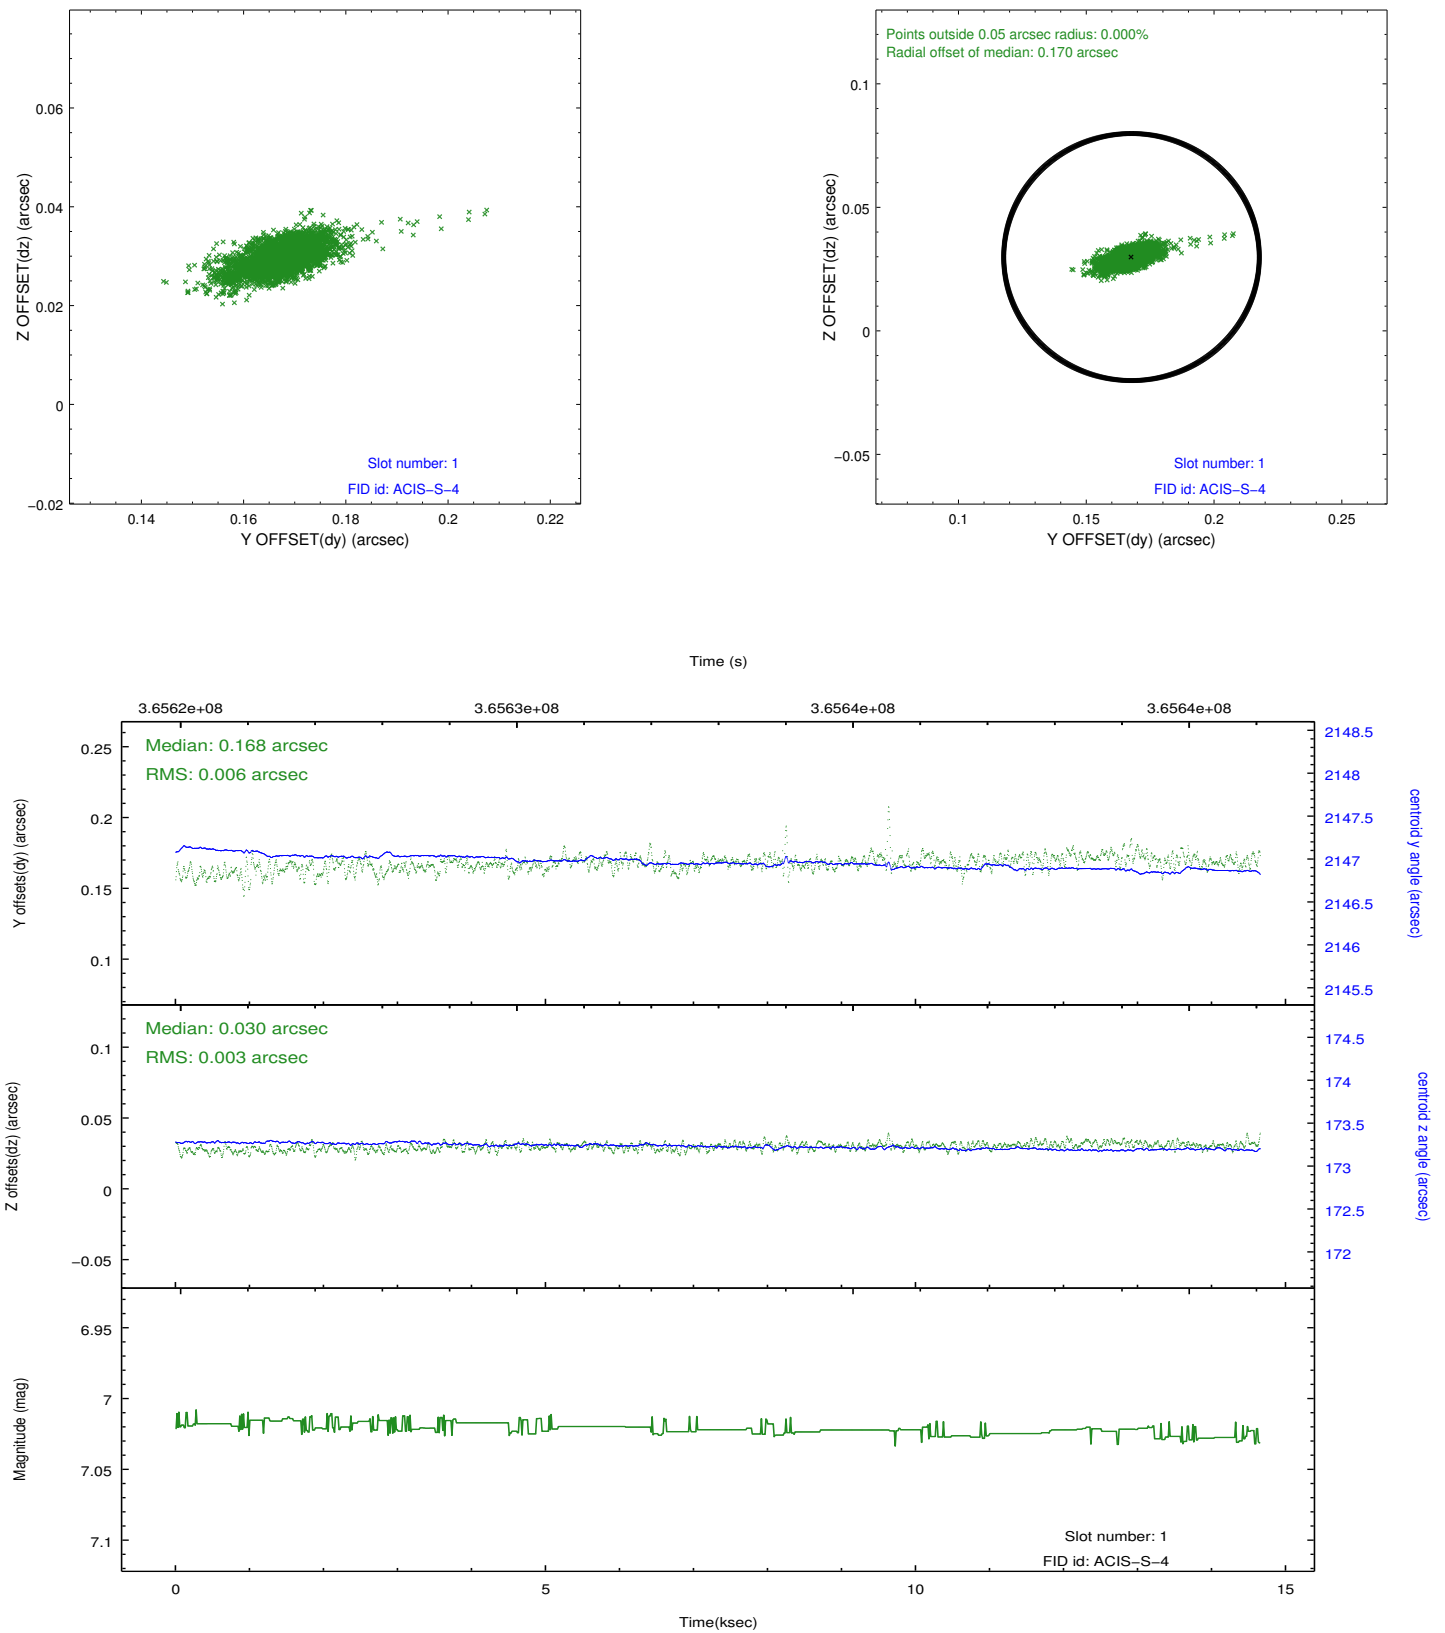 0.06
0.04
0.02
0
−0.02
0.14
0.16
0.18
0.2
0.22
Z OFFSET(dz) (arcsec)
Y OFFSET(dy) (arcsec)
Slot number: 1
FID id: ACIS−S−4
Points outside 0.05 arcsec radius: 0.000%
Radial offset of median: 0.170 arcsec
0.1
0.05
0
−0.05
0.1
0.15
0.2
0.25
Z OFFSET(dz) (arcsec)
Y OFFSET(dy) (arcsec)
Slot number: 1
FID id: ACIS−S−4
Time (s)
3.6562e+08
3.6563e+08
3.6564e+08
3.6564e+08
Median: 0.168 arcsec
RMS: 0.006 arcsec
0.25
0.2
0.15
0.1
Y offsets(dy) (arcsec)
2148.5
2148
2147.5
2147
2146.5
2146
2145.5
centroid y angle (arcsec)
Median: 0.030 arcsec
RMS: 0.003 arcsec
0.1
0.05
0
−0.05
Z offsets(dz) (arcsec)
174.5
174
173.5
173
172.5
172
centroid z angle (arcsec)
6.95
7
7.05
7.1
Magnitude (mag)
Slot number: 1
FID id: ACIS−S−4
0
5
10
15
Time(ksec)